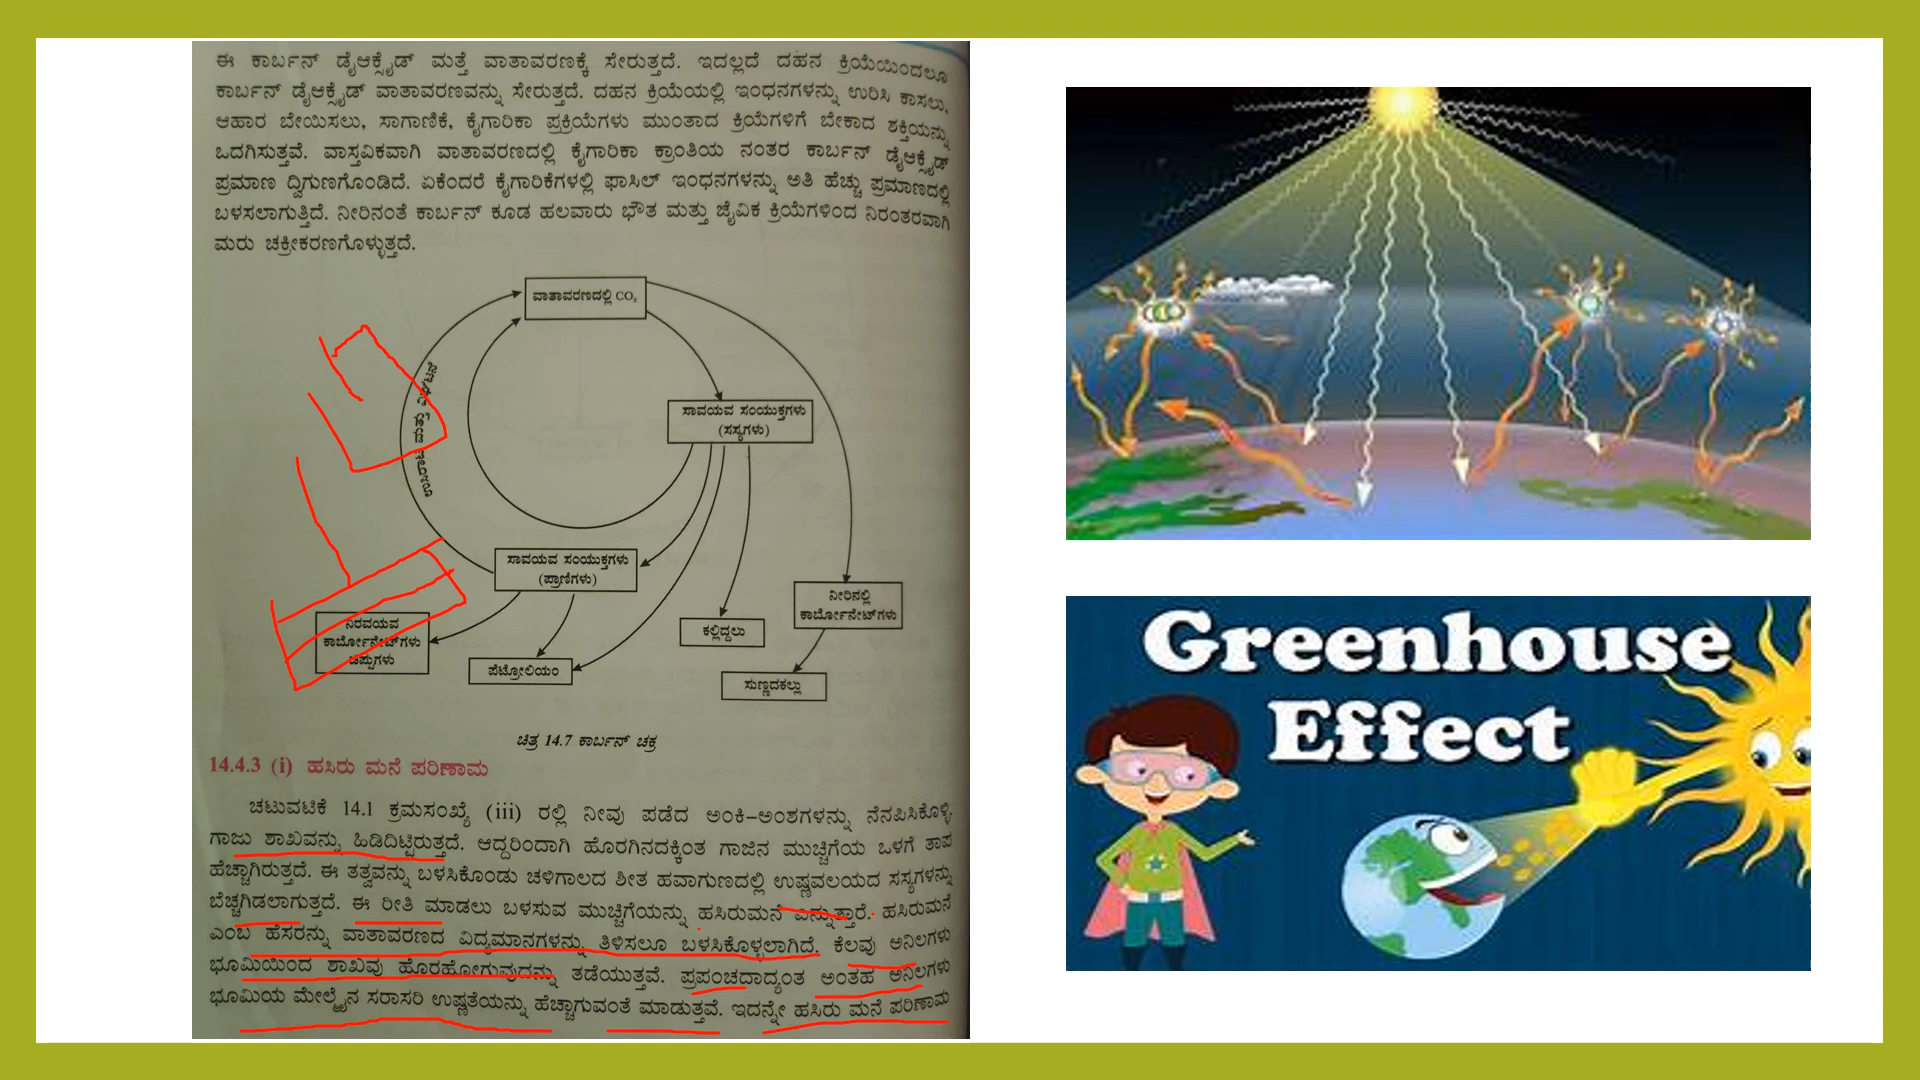 ಈ ಕಾರ್ಬನ್ ಡೈಆಕ್ಸೈಡ್ ಮತ್ತೆ ವಾತಾವರಣಕ್ಕೆ ಸೇರುತ್ತದೆ. ಇದಲ್ಲದೆ ದಹನ ಕ್ರಿಯೆಯಿಂದಲೂ
ಕಾರ್ಬನ್ ಡೈಆಕ್ಸೈಡ್ ವಾತಾವರಣವನ್ನು ಸೇರುತ್ತದೆ. ದಹನ ಕ್ರಿಯೆಯಲ್ಲಿ ಇಂಧನಗಳನ್ನು ಉರಿಸಿ ಕಾಸಲು,
ಆಹಾರ ಬೇಯಿಸಲು, ಸಾಗಾಣಿಕೆ, ಕೈಗಾರಿಕಾ ಪ್ರಕ್ರಿಯೆಗಳು ಮುಂತಾದ ಕ್ರಿಯೆಗಳಿಗೆ ಬೇಕಾದ ಶಕ್ತಿಯನ್ನು
ಒದಗಿಸುತ್ತವೆ. ವಾಸ್ತವಿಕವಾಗಿ ವಾತಾವರಣದಲ್ಲಿ ಕೈಗಾರಿಕಾ ಕ್ರಾಂತಿಯ ನಂತರ ಕಾರ್ಬನ್ ಡೈಆಕ್ಸೈಡ್
ಪ್ರಮಾಣ ದ್ವಿಗುಣಗೊಂಡಿದೆ. ಏಕೆಂದರೆ ಕೈಗಾರಿಕೆಗಳಲ್ಲಿ ಫಾಸಿಲ್ ಇಂಧನಗಳನ್ನು ಅತಿ ಹೆಚ್ಚು ಪ್ರಮಾಣದಲ್ಲಿ
ಬಳಸಲಾಗುತ್ತಿದೆ. ನೀರಿನಂತೆ ಕಾರ್ಬನ್ ಕೂಡ ಹಲವಾರು ಭೌತ ಮತ್ತು ಜೈವಿಕ ಕ್ರಿಯೆಗಳಿಂದ ನಿರಂತರವಾಗಿ
ಮರು ಚಕ್ರೀಕರಣಗೊಳ್ಳುತ್ತದೆ.
ವಾತಾವರಣದಲ್ಲಿ CO₂
ಮತ್ತು
ಸಾವಯವ ಸಂಯುಕ್ತಗಳು
(ಸಸ್ಯಗಳು)
ಸಾವಯವ ಸಂಯುಕ್ತಗಳು
(ಪ್ರಾಣಿಗಳು)
ನೀರಿನಲ್ಲಿ
ಕಾರ್ಬೋನೇಟ್‌ಗಳು
ನಿರವಯವ
ಕಾರ್ಬೋನೇಟ್‌ಗಳು
ಚಿಪ್ಪುಗಳು
ಕಲ್ಲಿದ್ದಲು
ಪೆಟ್ರೋಲಿಯಂ
ಸುಣ್ಣದಕಲ್ಲು
ಚಿತ್ರ 14.7 ಕಾರ್ಬನ್ ಚಕ್ರ
14.4.3 (i) ಹಸಿರು ಮನೆ ಪರಿಣಾಮ
ಚಟುವಟಿಕೆ 14.1 ಕ್ರಮಸಂಖ್ಯೆ (iii) ರಲ್ಲಿ ನೀವು ಪಡೆದ ಅಂಕಿ-ಅಂಶಗಳನ್ನು ನೆನಪಿಸಿಕೊಳ್ಳಿ.
ಗಾಜು ಶಾಖವನ್ನು ಹಿಡಿದಿಟ್ಟಿರುತ್ತದೆ. ಆದ್ದರಿಂದಾಗಿ ಹೊರಗಿನದಕ್ಕಿಂತ ಗಾಜಿನ ಮುಚ್ಚಿಗೆಯ ಒಳಗೆ ತಾಪ
ಹೆಚ್ಚಾಗಿರುತ್ತದೆ. ಈ ತತ್ವವನ್ನು ಬಳಸಿಕೊಂಡು ಚಳಿಗಾಲದ ಶೀತ ಹವಾಗುಣದಲ್ಲಿ ಉಷ್ಣವಲಯದ ಸಸ್ಯಗಳನ್ನು
ಬೆಚ್ಚಗಿಡಲಾಗುತ್ತದೆ. ಈ ರೀತಿ ಮಾಡಲು ಬಳಸುವ ಮುಚ್ಚಿಗೆಯನ್ನು ಹಸಿರುಮನೆ ಎನ್ನುತ್ತಾರೆ. ಹಸಿರುಮನೆ
ಎಂಬ ಹೆಸರನ್ನು ವಾತಾವರಣದ ವಿದ್ಯಮಾನಗಳನ್ನು ತಿಳಿಸಲೂ ಬಳಸಿಕೊಳ್ಳಲಾಗಿದೆ. ಕೆಲವು ಅನಿಲಗಳು
ಭೂಮಿಯಿಂದ ಶಾಖವು ಹೊರಹೋಗುವುದನ್ನು ತಡೆಯುತ್ತವೆ. ಪ್ರಪಂಚದಾದ್ಯಂತ ಅಂತಹ ಅನಿಲಗಳು
ಭೂಮಿಯ ಮೇಲ್ಮೈನ ಸರಾಸರಿ ಉಷ್ಣತೆಯನ್ನು ಹೆಚ್ಚಾಗುವಂತೆ ಮಾಡುತ್ತವೆ. ಇದನ್ನೇ ಹಸಿರು ಮನೆ ಪರಿಣಾಮ
Greenhouse
Effect